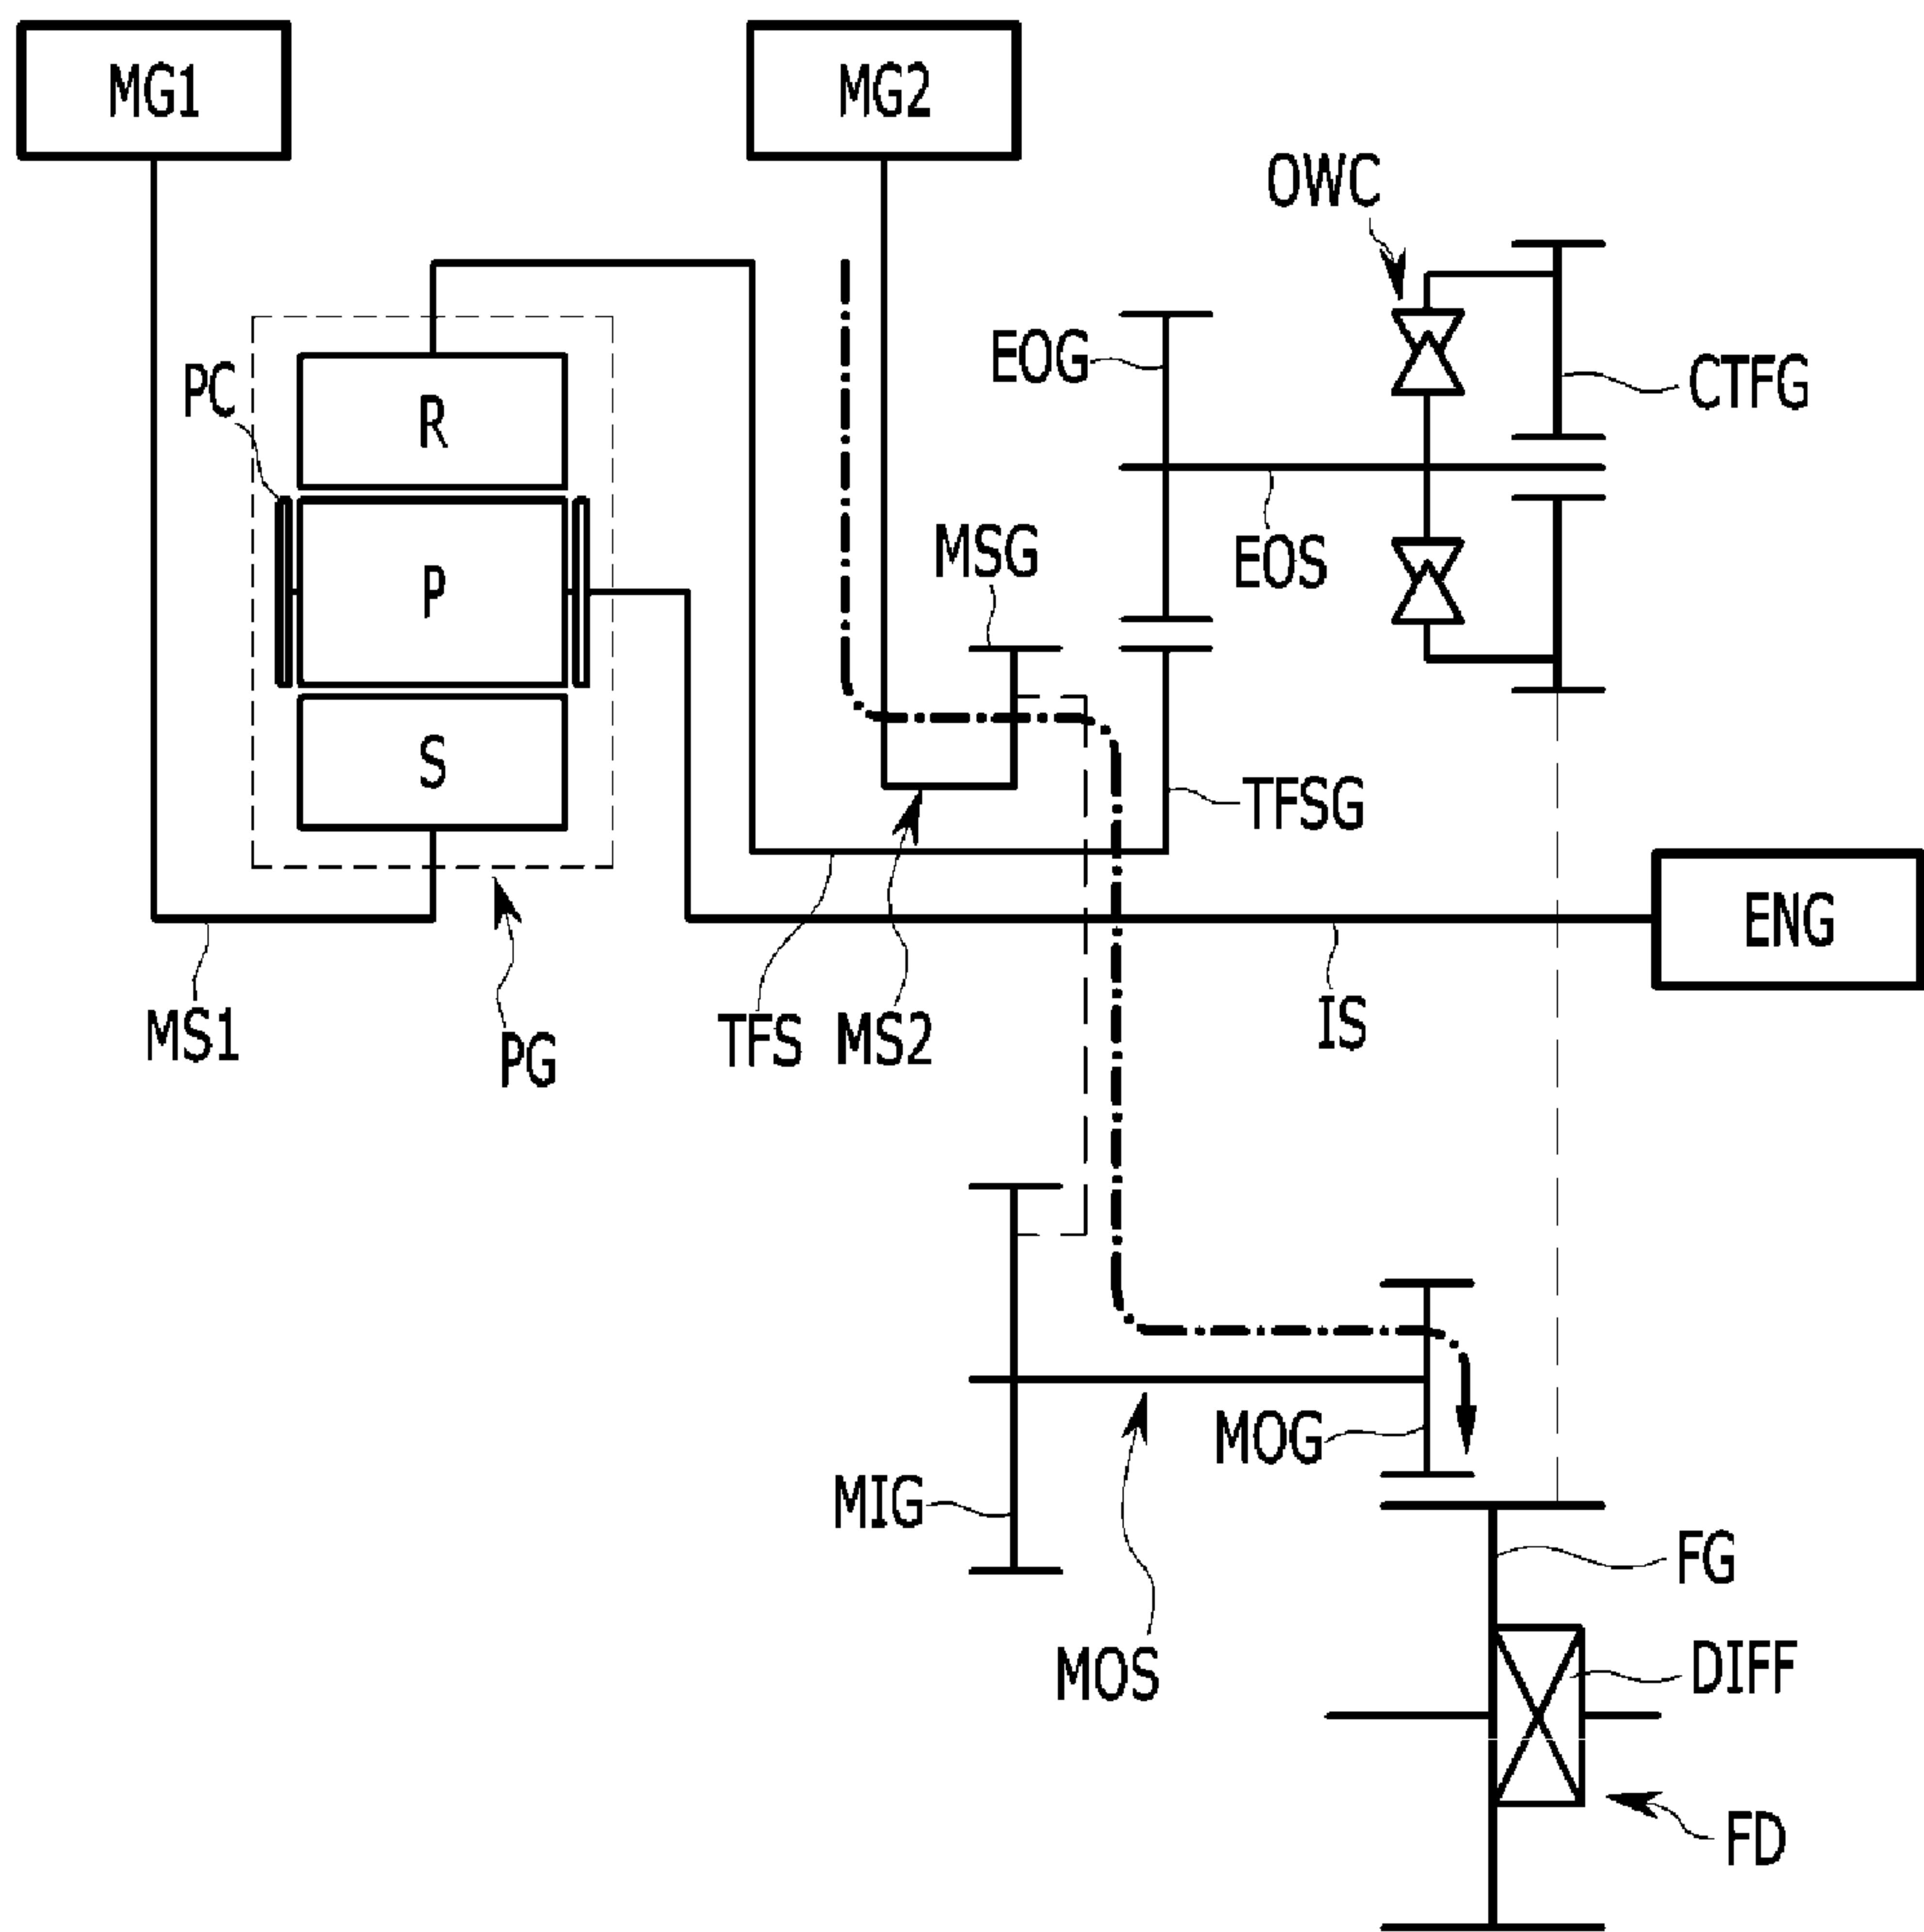 MG1
MG2
OWC
EOG
CTFG
PC
R
MSG
EOS
P
S
TFSG
ENG
MS1
PG
TFS
MS2
IS
MOG
MIG
FG
MOS
DIFF
FD